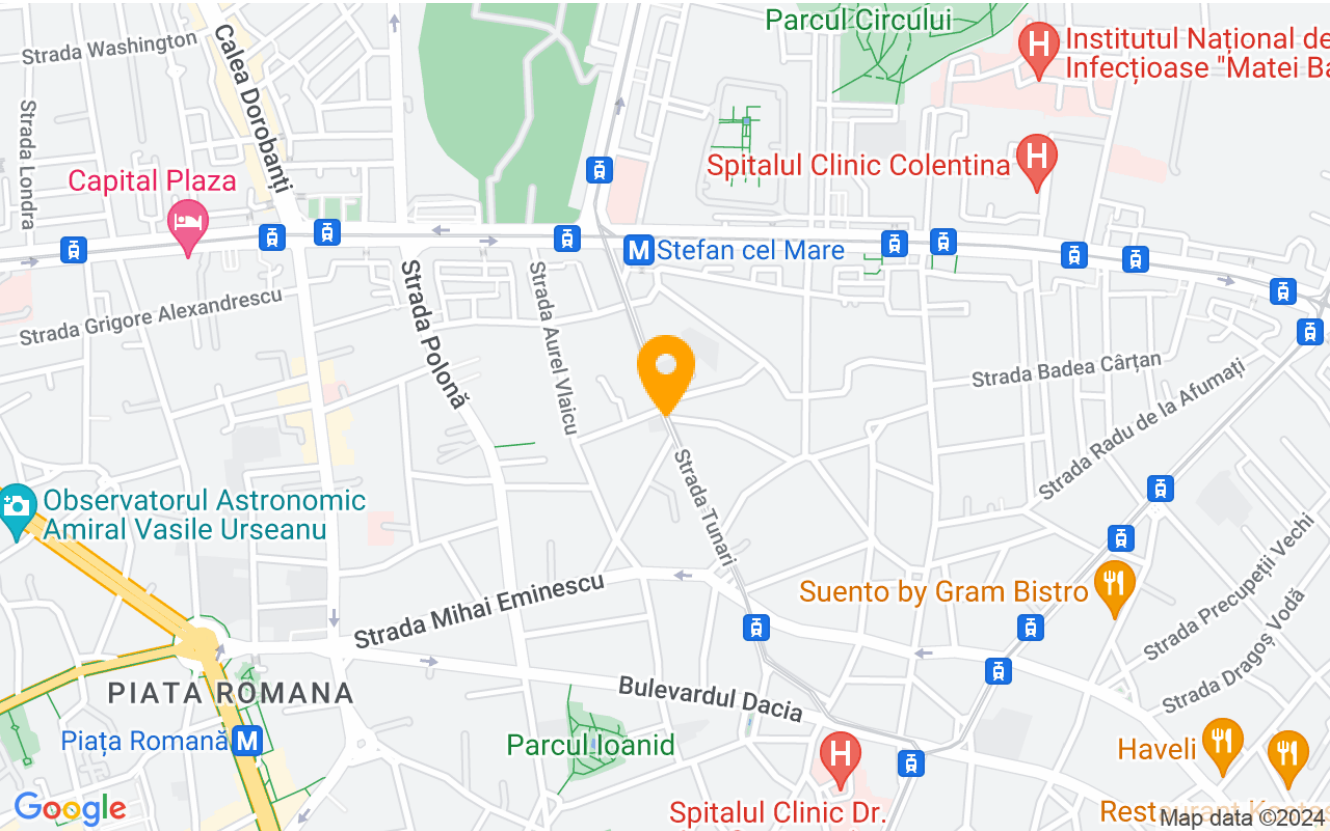 Parcul Circului
Strada Washington
Calea Dorobanți
Institutul Național de
Infecțioase "Matei Ba
Strada Londra
Spitalul Clinic Colentina
Capital Plaza
M Stefan cel Mare
Strada Grigore Alexandrescu
Strada Polonă
Strada Aurel Vlaicu
Strada Badea Cârțan
Strada Radu de la Afumați
Strada Tunari
Observatorul Astronomic
Amiral Vasile Urseanu
Strada Precupeții Vechi
Suento by Gram Bistro
Strada Mihai Eminescu
Strada Dragoș Vodă
PIATA ROMANA
Bulevardul Dacia
Piața Romană M
Parcul Ioanid
Haveli
Spitalul Clinic Dr.
Google
Map data ©2024